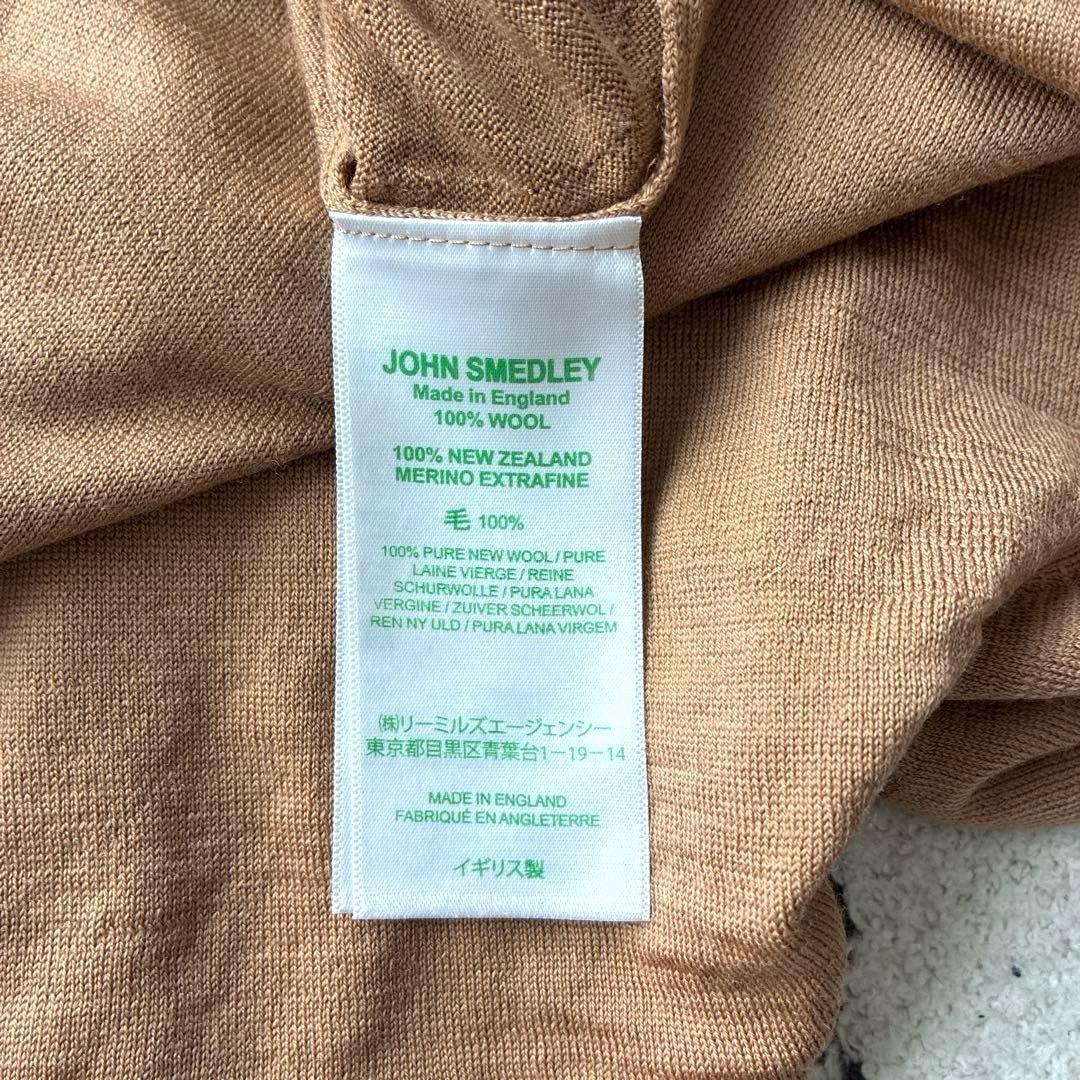 JOHN SMEDLEY
Made in England
100% WOOL
100% NEW ZEALAND
MERINO EXTRAFINE
毛 100%
100% PURE NEW WOOL / PURE
LAINE VIERGE / REINE
SCHURWOLLE / PURA LANA
VERGINE / ZUIVER SCHEERWOL /
REN NY ULD / PURA LANA VIRGEM
㈱リーミルズエージェンシー
東京都目黒区青葉台1-19-14
MADE IN ENGLAND
FABRIQUÉ EN ANGLETERRE
イギリス製